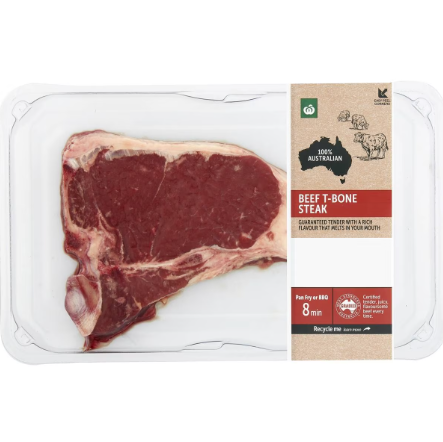 100%
AUSTRALIAN
BEEF T-BONE
STEAK
GUARANTEED TENDER WITH A RICH
FLAVOUR THAT MELTS IN YOUR MOUTH
Pan Fry or BBQ
8 min
Certified
tender, juicy,
beef every
time.
Recycle me